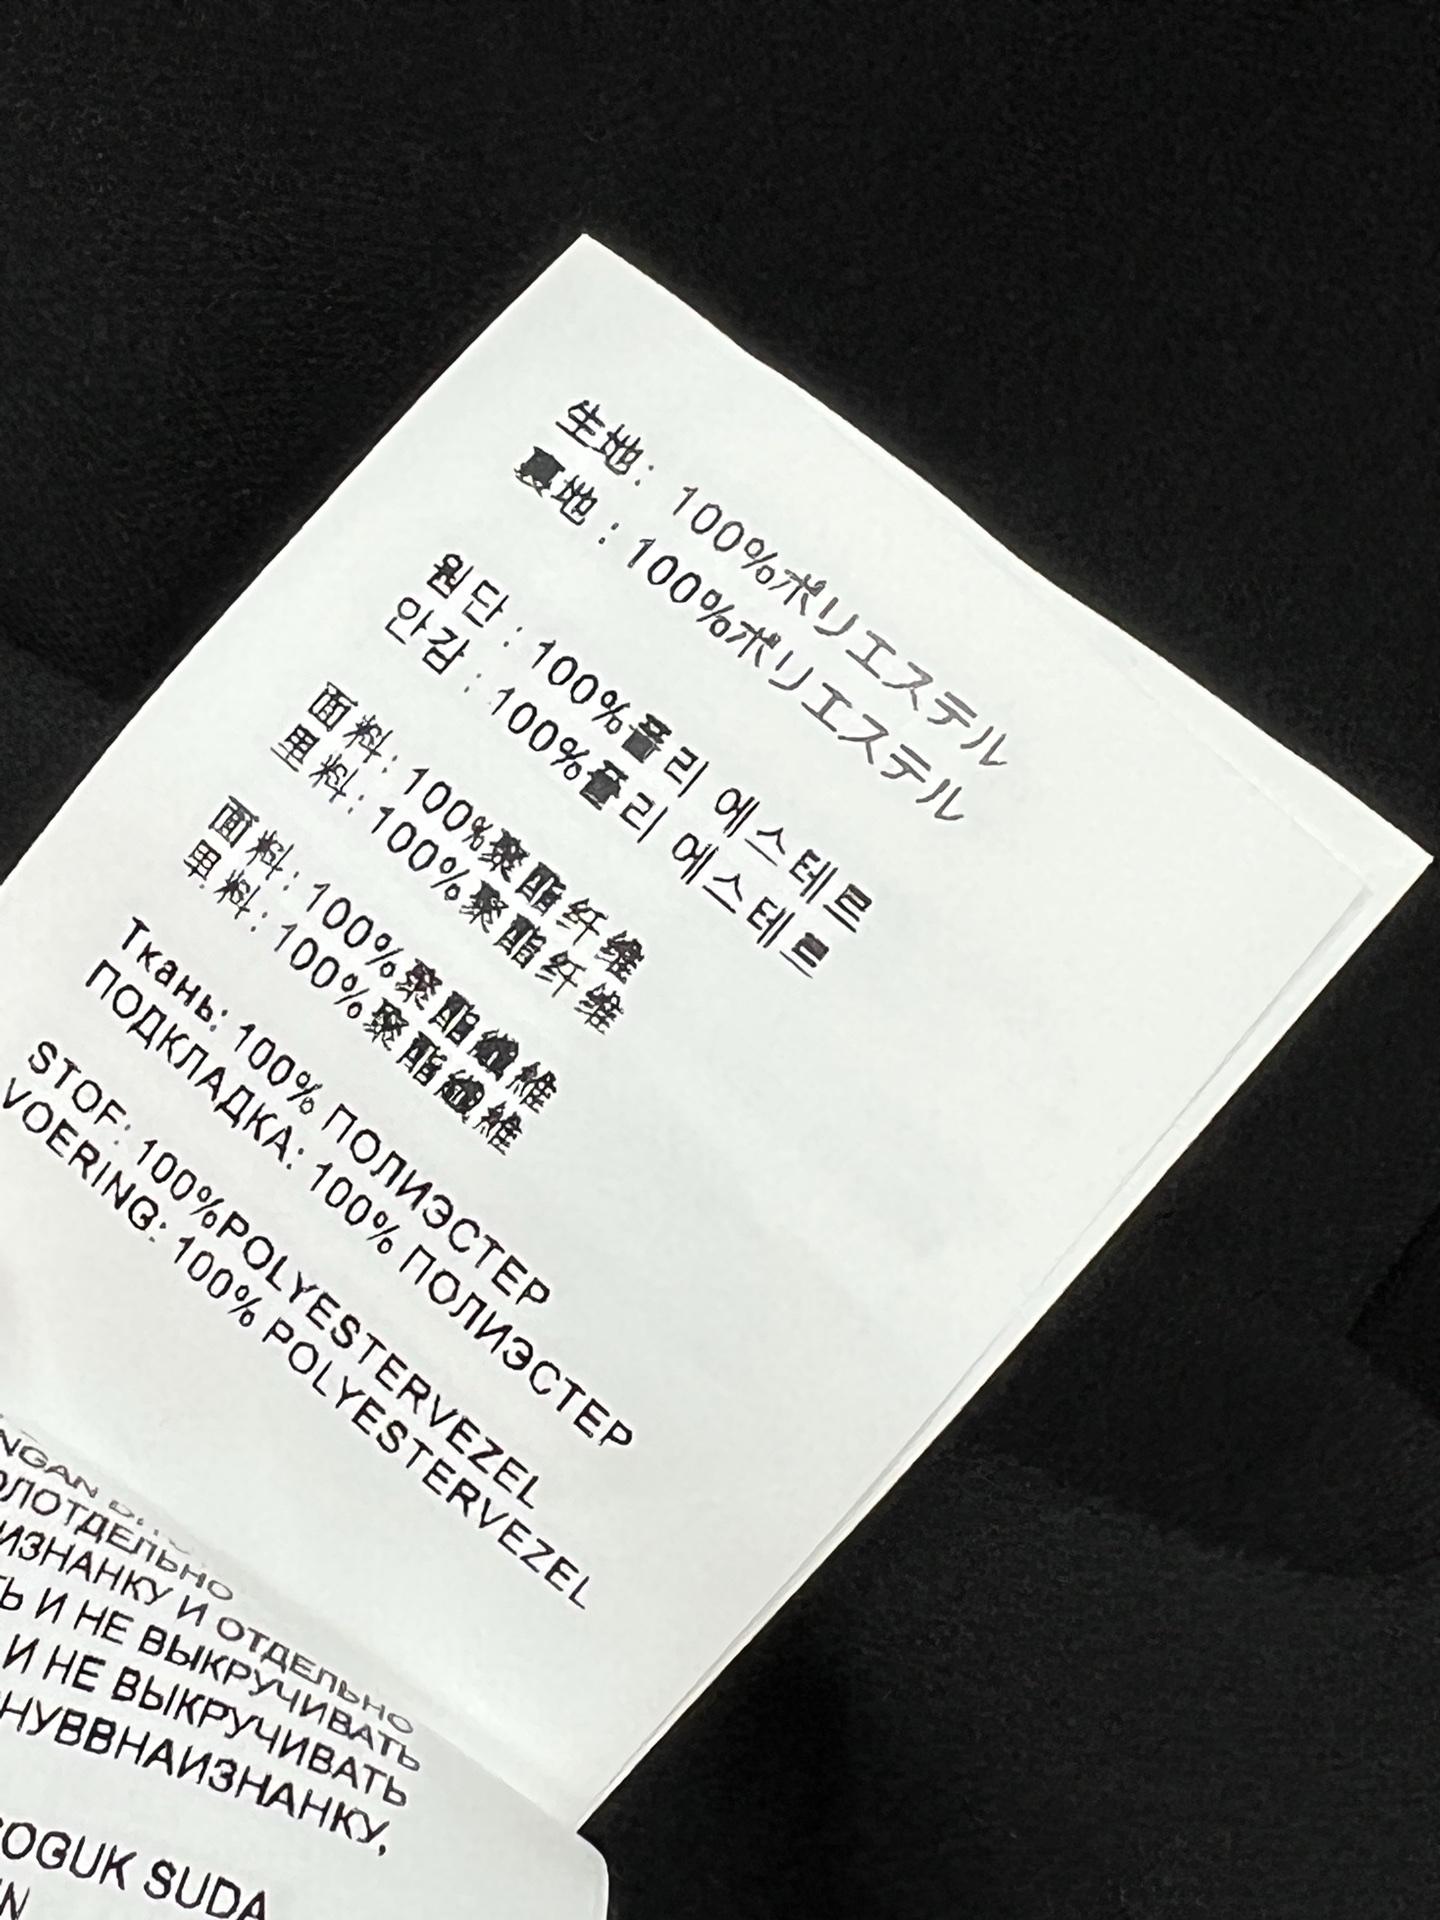 生地: 100%ポリエステル
裏地: 100%ポリエステル
원단: 100%폴리 에스테르
안감: 100%폴리 에스테르
面料: 100%聚酯纤维
里料: 100%聚酯纤维
面料: 100%聚酯纖維
里料: 100%聚酯纖維
Ткань: 100% ПОЛИЭСТЕР
ПОДКЛАДКА: 100% ПОЛИЭСТЕР
STOF: 100%POLYESTERVEZEL
VOERING: 100% POLYESTERVEZEL
И ОТДЕЛЬНО
И НЕ ВЫКРУЧИВАТЬ
И НЕ ВЫКРУЧИВАТЬ
SUDA